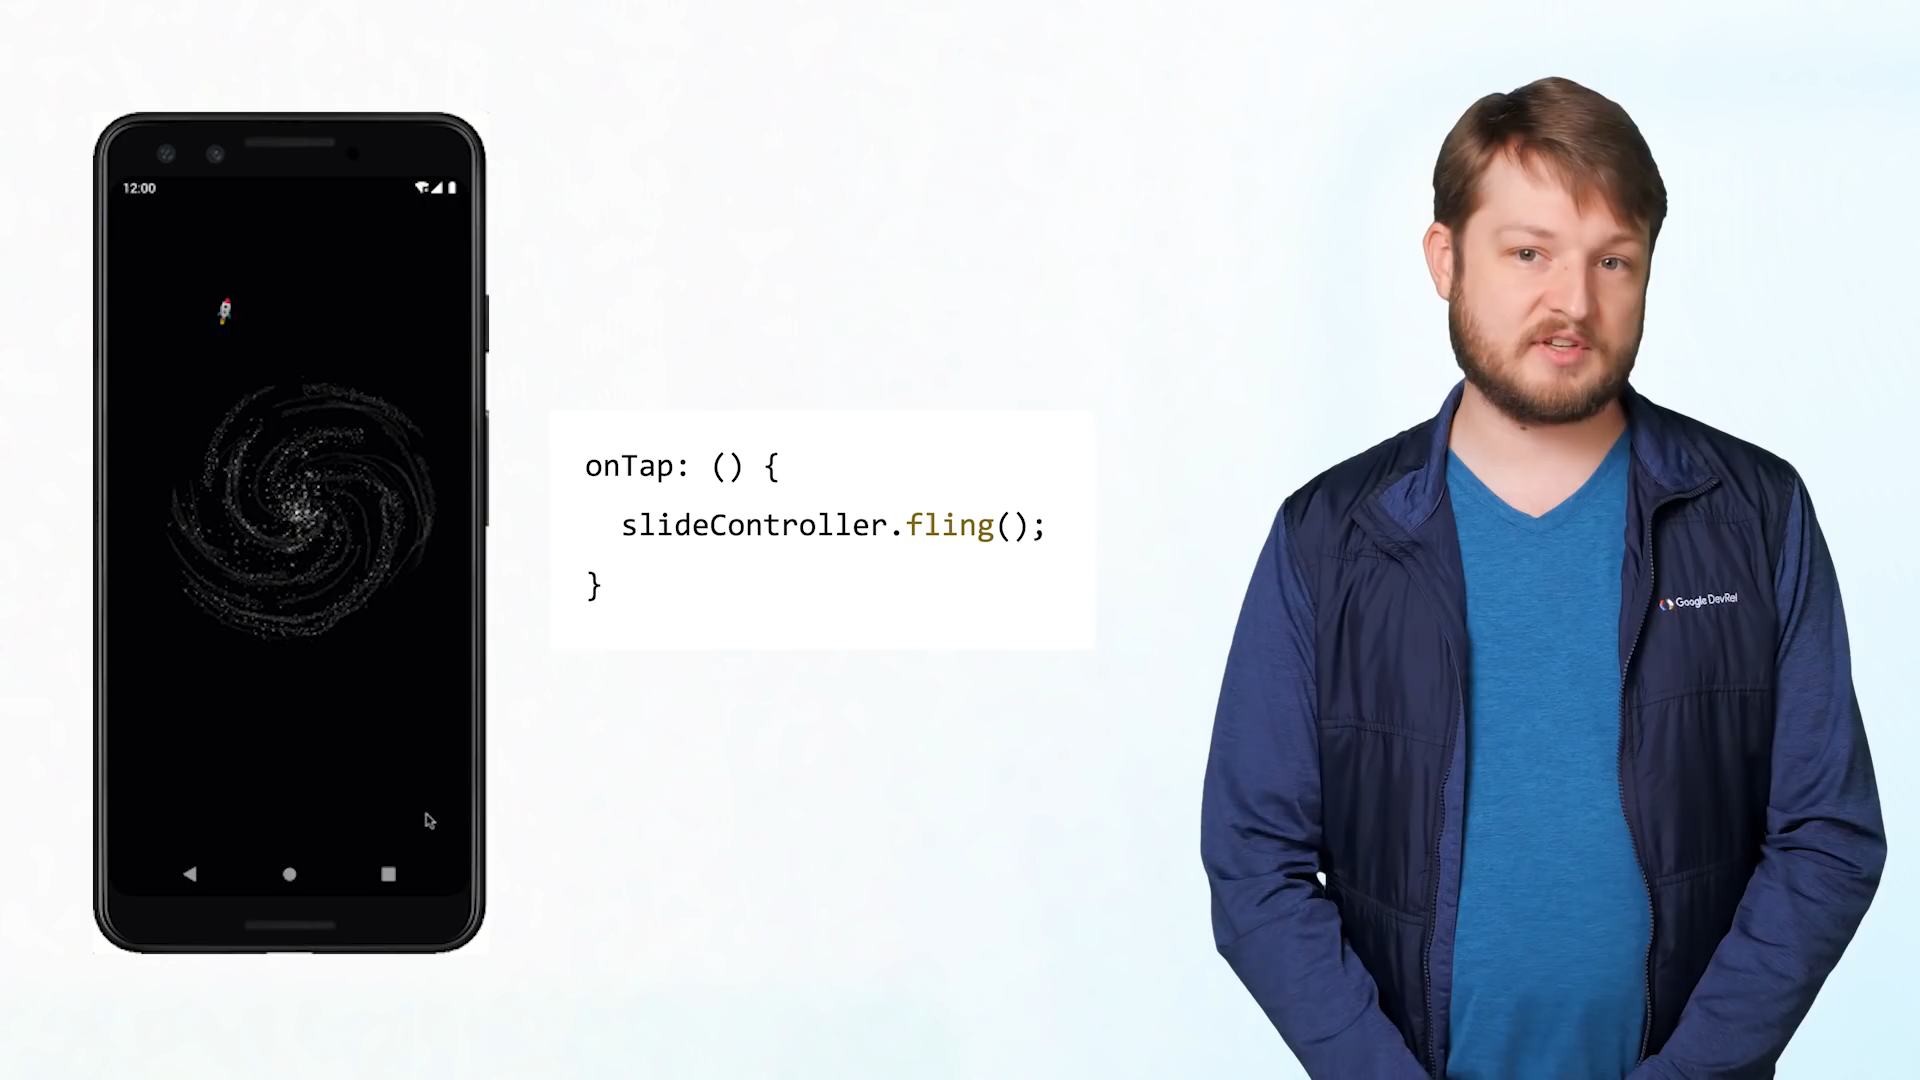 12:00
onTap: () {
  slideController.fling();
}
Google DevRel